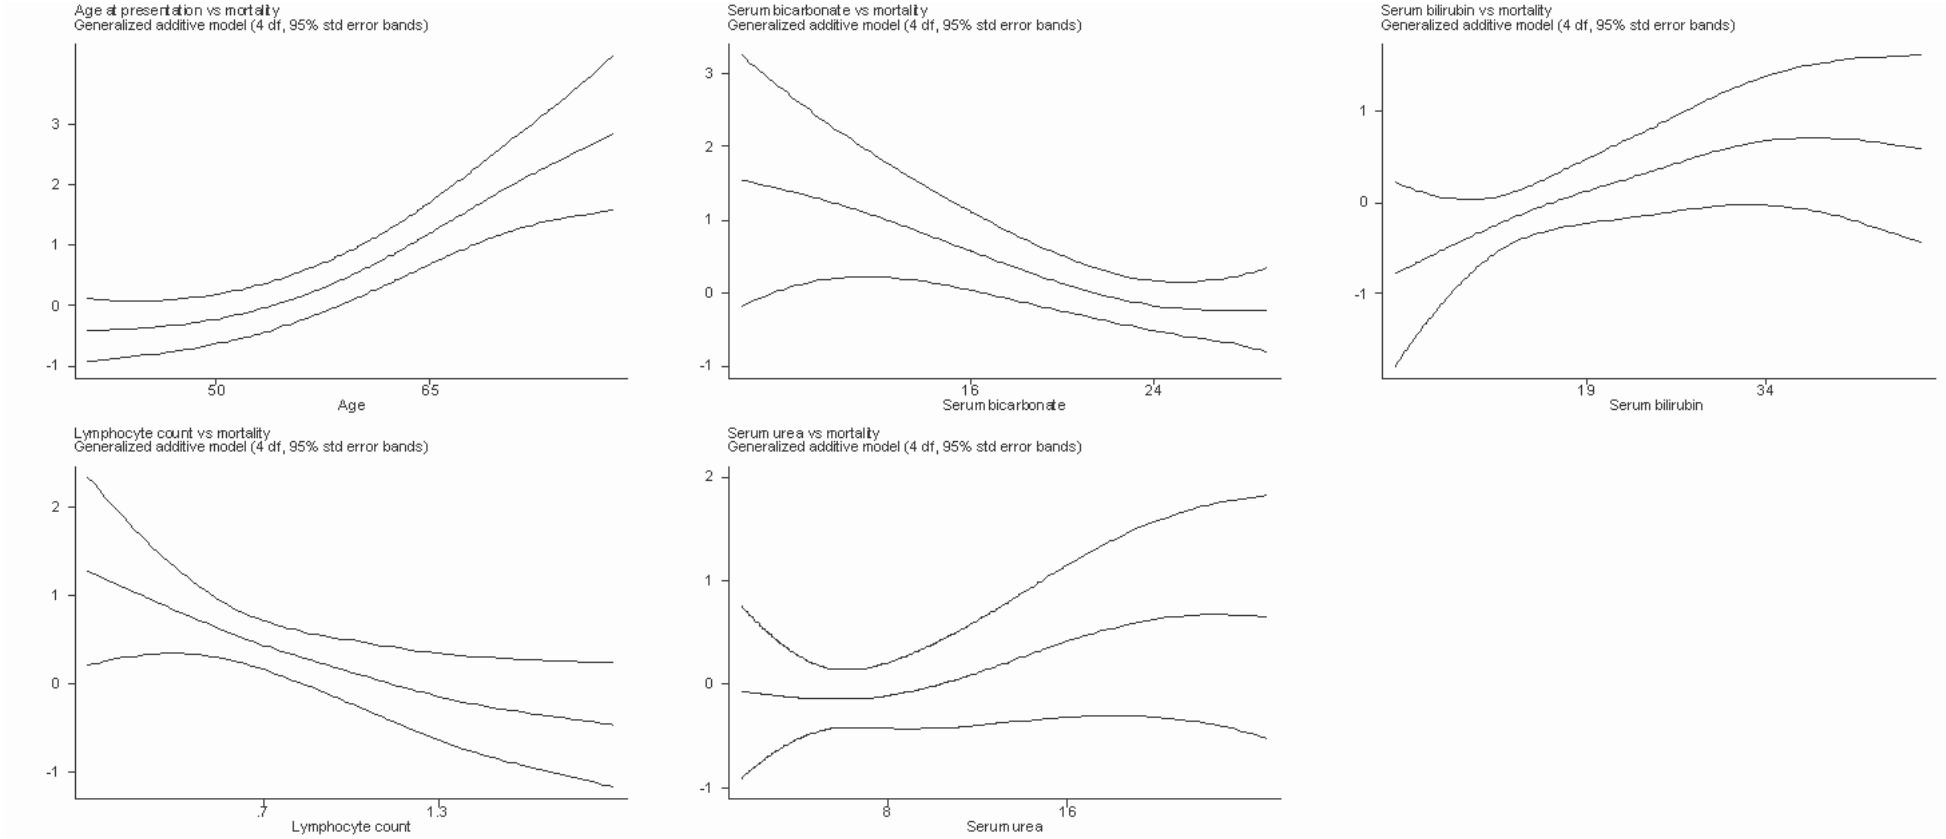 Age at presentation vs mortality
Generalized additive model (4 df, 95% std error bands)
3
2
1
0
-1
50
65
Age
Serum bicarbonate vs mortality
Generalized additive model (4 df, 95% std error bands)
3
2
1
0
-1
16
24
Serum bicarbonate
Serum bilirubin vs mortality
Generalized additive model (4 df, 95% std error bands)
1
0
-1
19
34
Serum bilirubin
Lymphocyte count vs mortality
Generalized additive model (4 df, 95% std error bands)
2
1
0
-1
.7
1.3
Lymphocyte count
Serum urea vs mortality
Generalized additive model (4 df, 95% std error bands)
2
1
0
-1
8
16
Serum urea